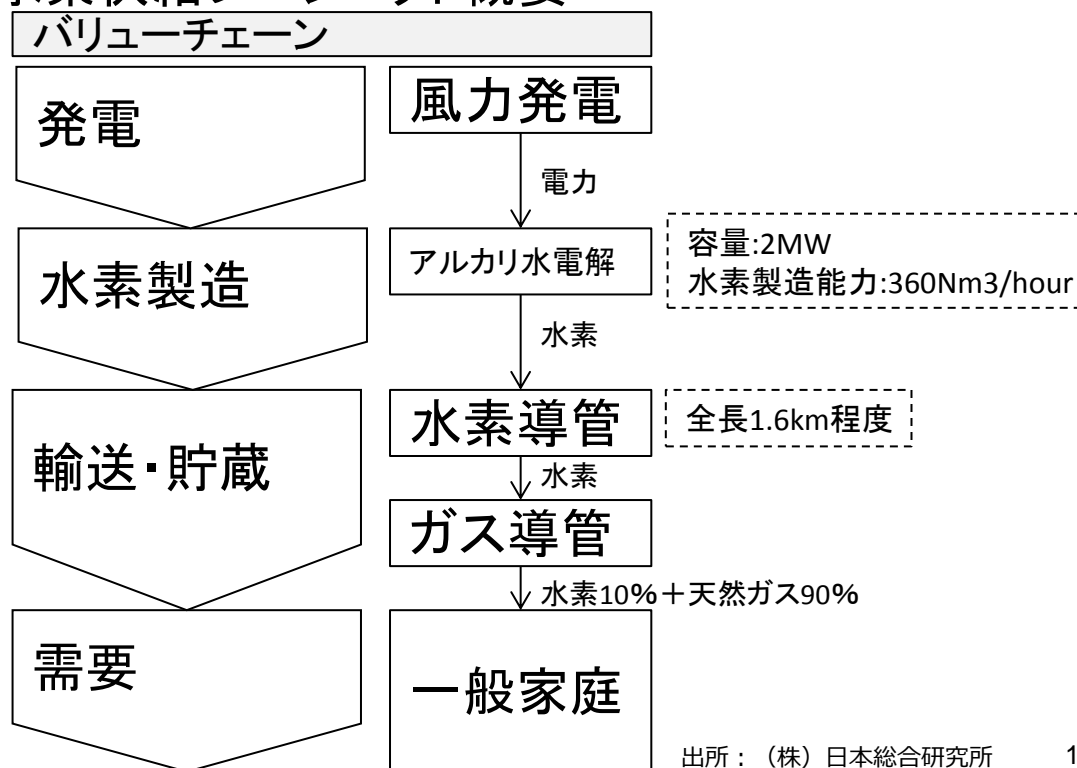 バリューチェーン
発電
風力発電
電力
水素製造
アルカリ水電解
容量:2MW
水素製造能力:360Nm3/hour
水素
輸送・貯蔵
水素導管
全長1.6km程度
水素
ガス導管
水素10%+天然ガス90%
需要
一般家庭
出所：（株）日本総合研究所
1